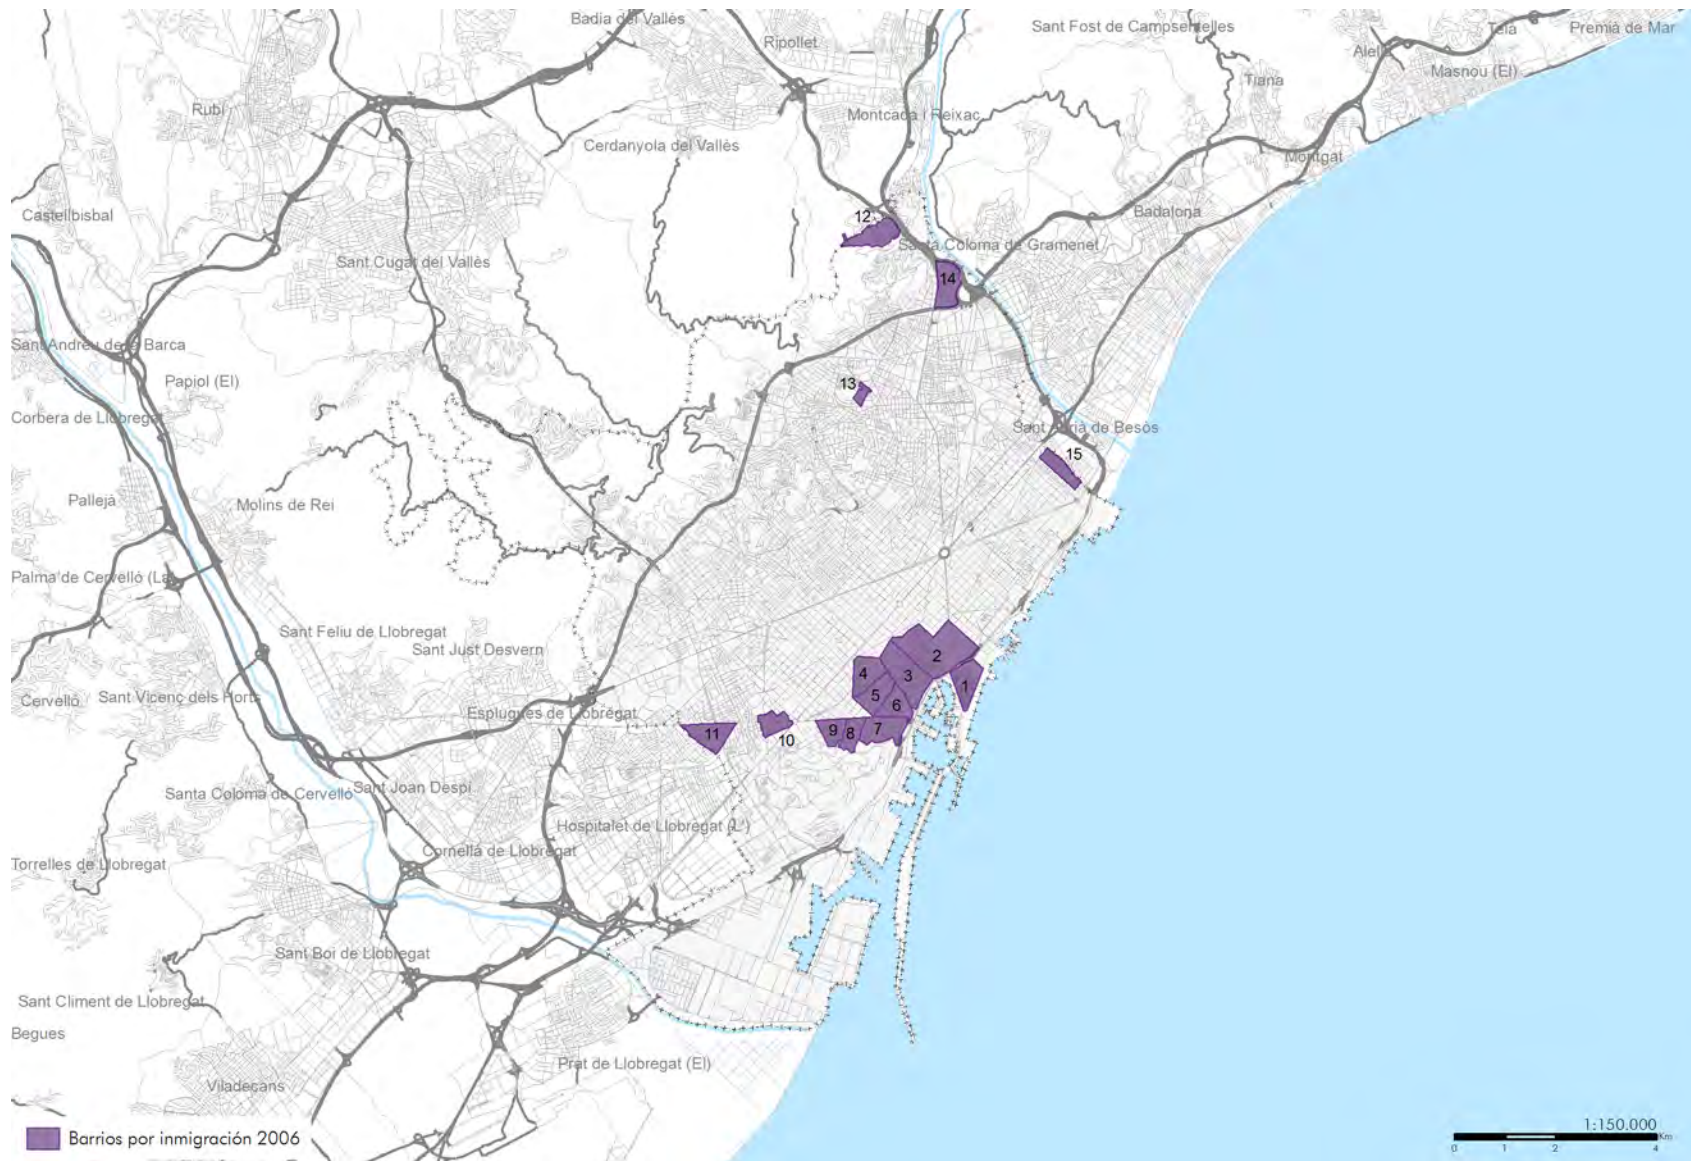 Badia del Vallès
Sant Fost de Campsentelles
Teià
Premià de Mar
Ripollet
Alella
Masnou (El)
Tiana
Rubí
Montcada i Reixac
Cerdanyola del Vallès
Montgat
Castellbisbal
12
Badalona
Santa Coloma de Gramenet
Sant Cugat del Vallès
14
Sant Andreu de la Barca
Papiol (El)
13
Corbera de Llobregat
Sant Adrià de Besòs
15
Pallejà
Molins de Rei
Palma de Cervelló (La)
Sant Feliu de Llobregat
Sant Just Desvern
2
4
3
1
Cervelló
Sant Vicenç dels Horts
5
6
Esplugues de Llobregat
11
10
9
8
7
Santa Coloma de Cervelló
Sant Joan Despí
Hospitalet de Llobregat (L')
Cornellà de Llobregat
Torrelles de Llobregat
Sant Boi de Llobregat
Sant Climent de Llobregat
Begues
Prat de Llobregat (El)
Viladecans
Barrios por inmigración 2006
1:150.000
Km
0 1 2 4